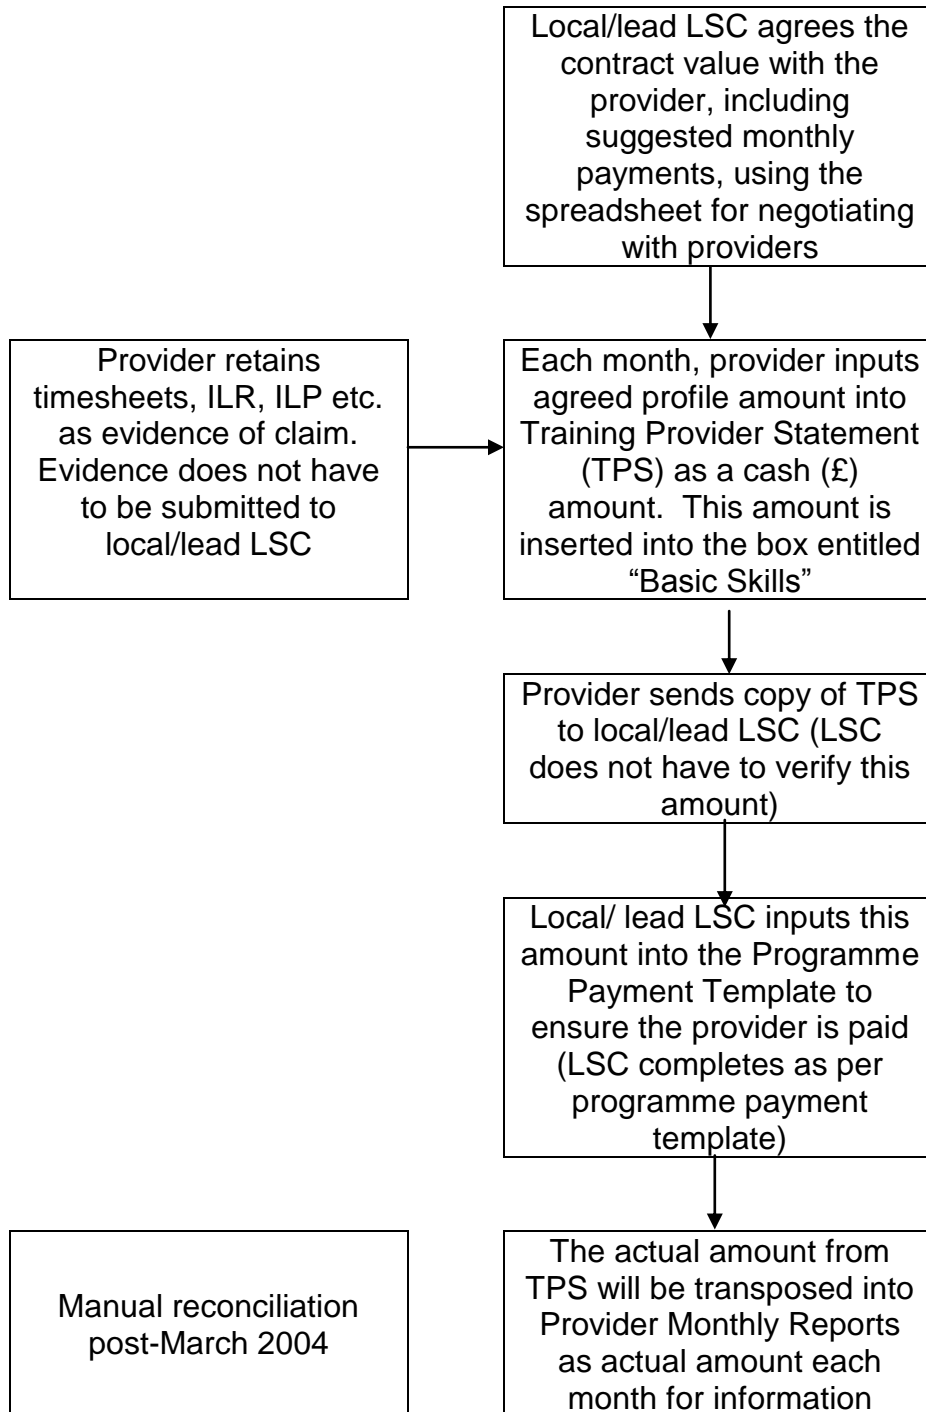 Local/lead LSC agrees the
contract value with the
provider, including
suggested monthly
payments, using the
spreadsheet for negotiating
with providers
Provider retains
timesheets, ILR, ILP etc.
as evidence of claim.
Evidence does not have
to be submitted to
local/lead LSC
Each month, provider inputs
agreed profile amount into
Training Provider Statement
(TPS) as a cash (£)
amount.  This amount is
inserted into the box entitled
“Basic Skills”
Provider sends copy of TPS
to local/lead LSC (LSC
does not have to verify this
amount)
Local/ lead LSC inputs this
amount into the Programme
Payment Template to
ensure the provider is paid
(LSC completes as per
programme payment
template)
Manual reconciliation
post-March 2004
The actual amount from
TPS will be transposed into
Provider Monthly Reports
as actual amount each
month for information